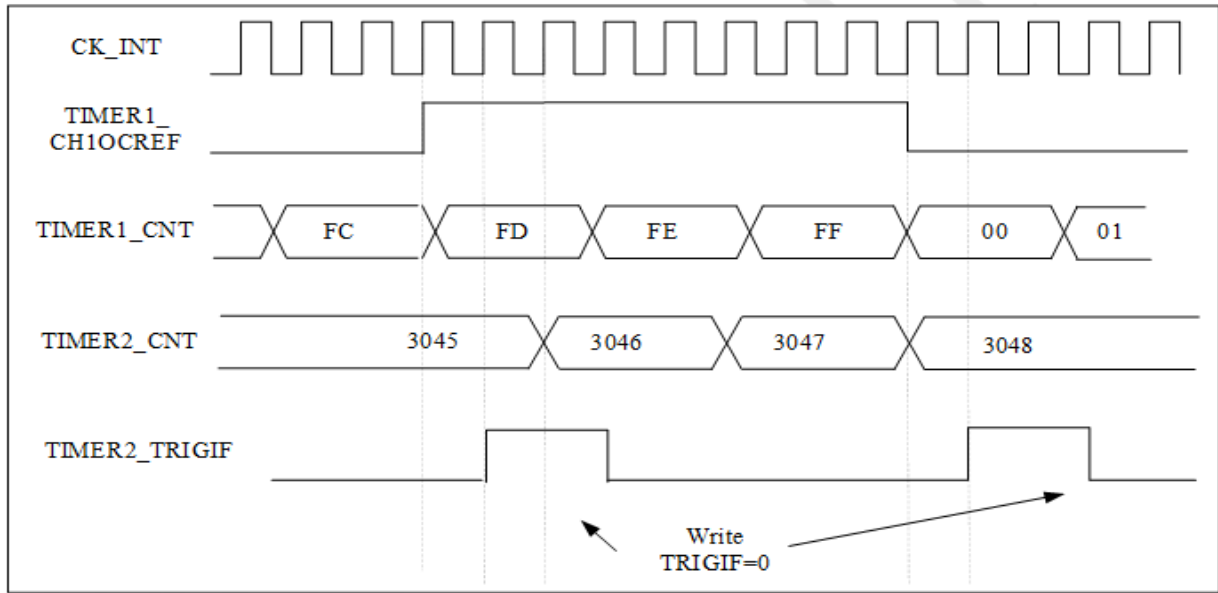 CK_INT
TIMER1_
CH1OCREF
TIMER1_CNT
FC
FD
FE
FF
00
01
TIMER2_CNT
3045
3046
3047
3048
TIMER2_TRIGIF
Write
TRIGIF=0